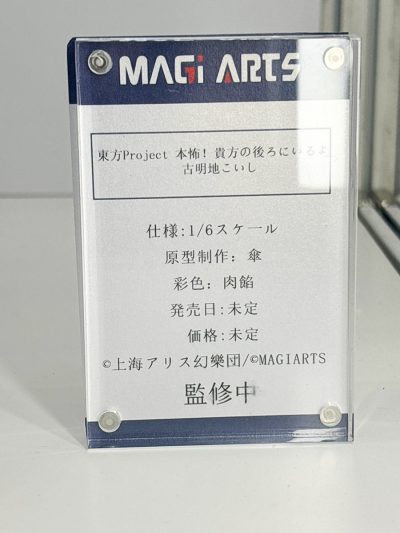 MAGi ARTS
東方Project 本怖! 貴方の後ろにいるよ
古明地こいし
仕様:1/6スケール
原型制作: 傘
彩色: 肉餡
発売日:未定
価格:未定
©上海アリス幻樂団/©MAGIARTS
監修中